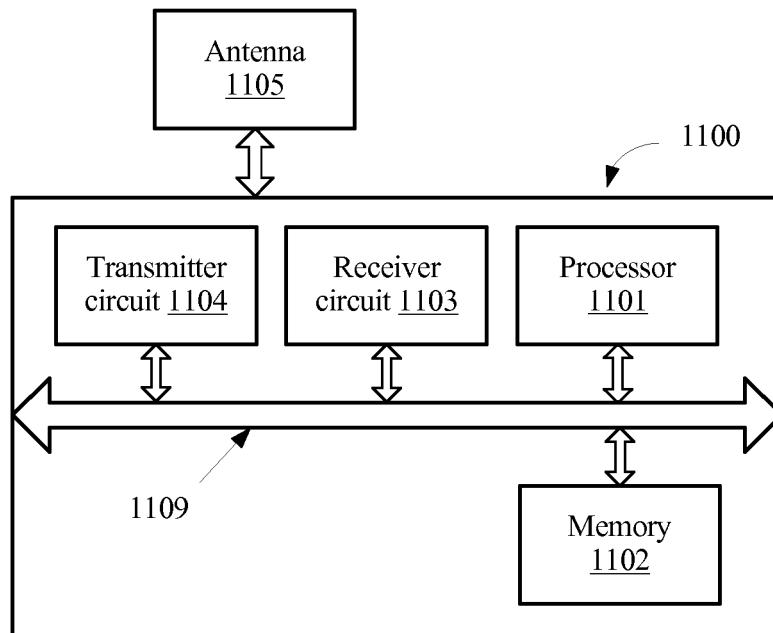 Antenna
1105
1100
Transmitter
circuit 1104
Receiver
circuit 1103
Processor
1101
1109
Memory
1102